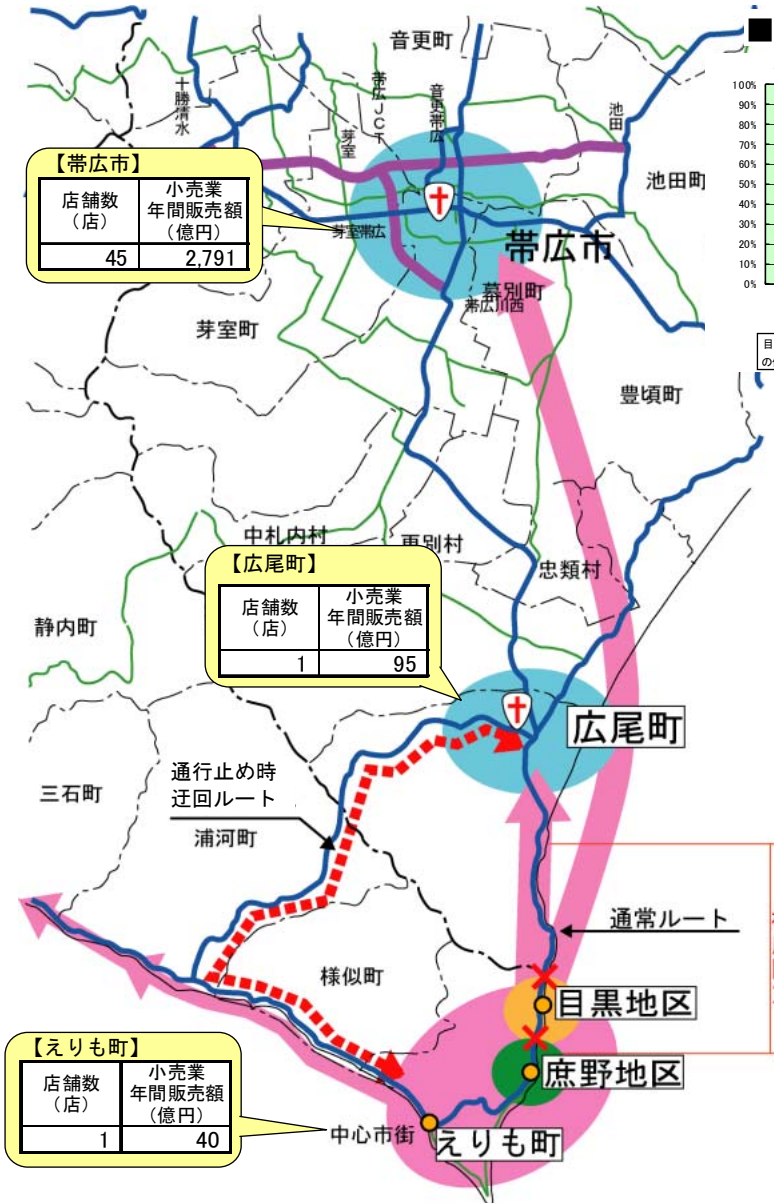 音更町
■
十勝清水
帯広JCT
音更帯広
芽室
池田
池田町
【帯広市】
店舗数
(店)
小売業
年間販売額
(億円)
45
2,791
芽室帯広
帯広市
幕別町
帯広川西
芽室町
100%
90%
80%
70%
60%
50%
40%
30%
20%
10%
0%
目
豊頃町
中札内村
更別村
忠類村
【広尾町】
店舗数
(店)
小売業
年間販売額
(億円)
1
95
静内町
広尾町
三石町
通行止め時
迂回ルート
浦河町
通常ルート
様似町
目黒地区
庶野地区
【えりも町】
店舗数
(店)
小売業
年間販売額
(億円)
1
40
中心市街
えりも町